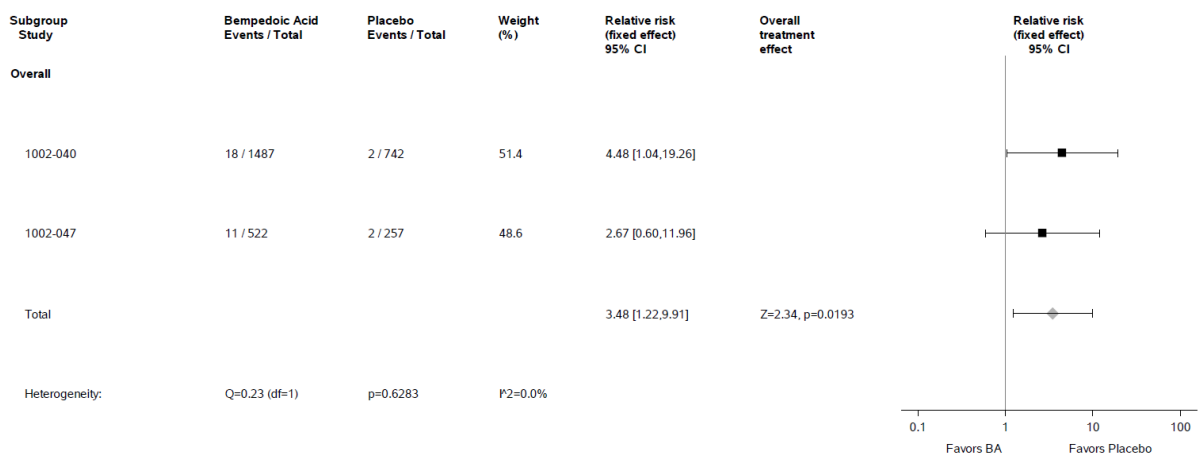 Subgroup Bempedoic Acid Placebo Weight Relative risk Overall Relative risk
Study Events / Total Events / Total (%) (fixed effect) treatment (fixed effect)
95% CI effect 95% CI
Overall
1002-040 18 / 1487 2 / 742 51.4 4.48 [1.04,19.26]
1002-047 11 / 522 2 / 257 48.6 2.67 [0.60,11.96]
Total 3.48 [1.22,9.91] Z=2.34, p=0.0193
Heterogeneity: Q=0.23 (df=1) p=0.6283 I^2=0.0%
0.1 1 10 100
Favors BA Favors Placebo